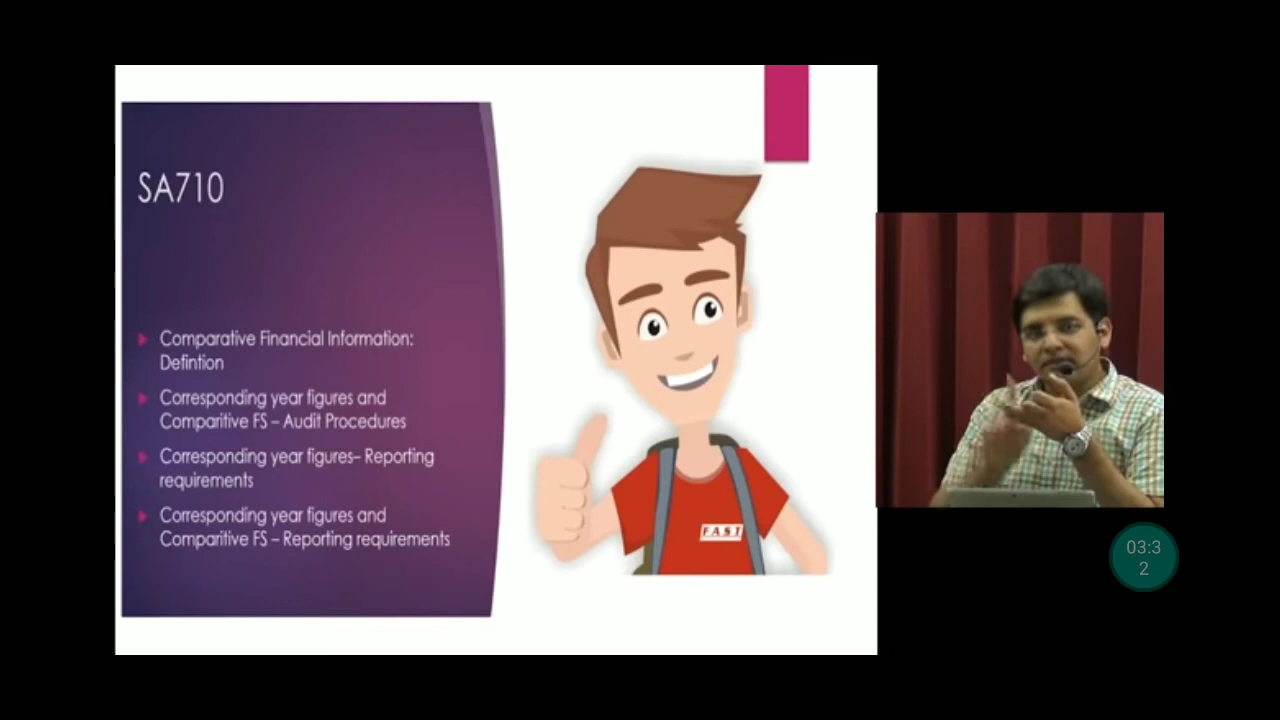 SA710
Comparative Financial Information:
Defintion
Corresponding year figures and
Comparitive FS – Audit Procedures
Corresponding year figures– Reporting
requirements
Corresponding year figures and
Comparitive FS – Reporting requirements
FAST
03:3
2